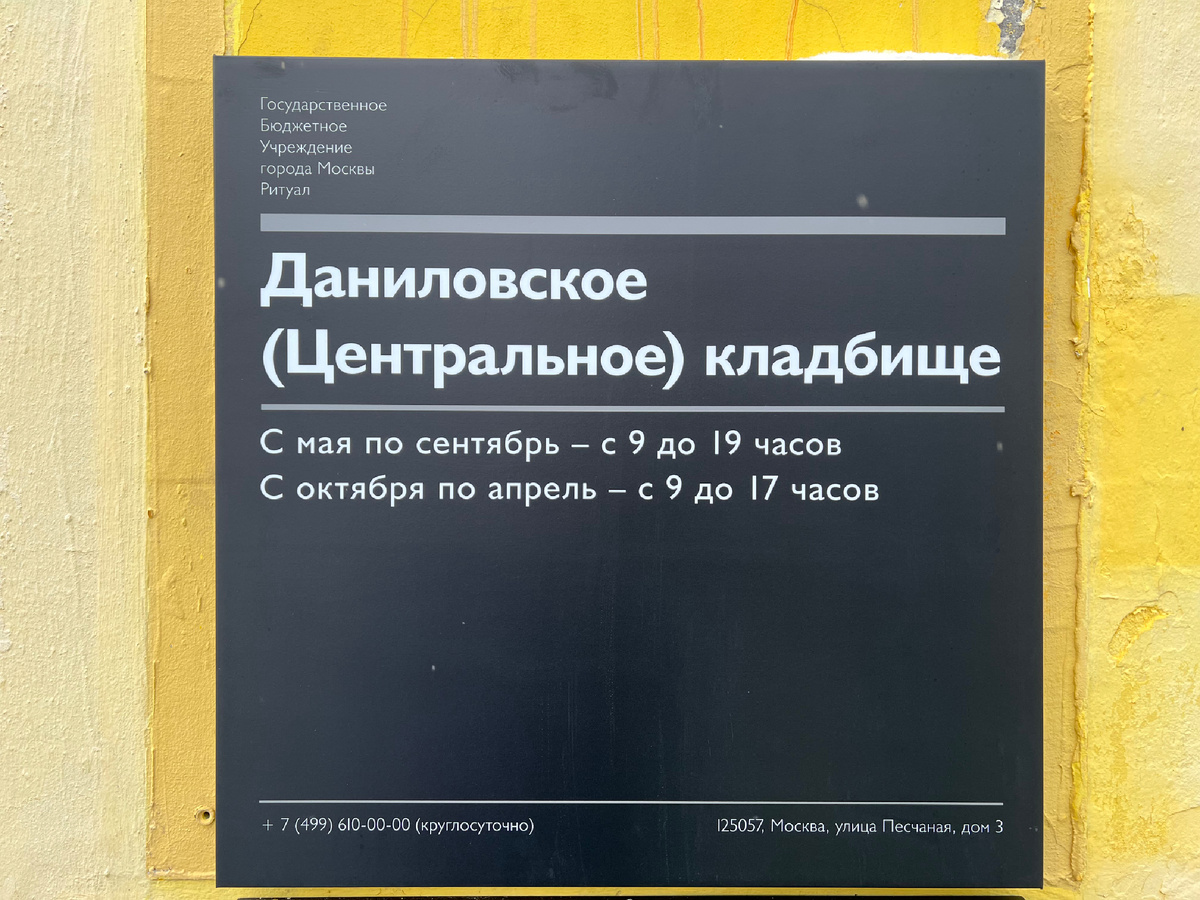 Государственное
Бюджетное
Учреждение
города Москвы
Ритуал
Даниловское
(Центральное) кладбище
С мая по сентябрь – с 9 до 19 часов
С октября по апрель – с 9 до 17 часов
+ 7 (499) 610-00-00 (круглосуточно)
125057, Москва, улица Песчаная, дом 3